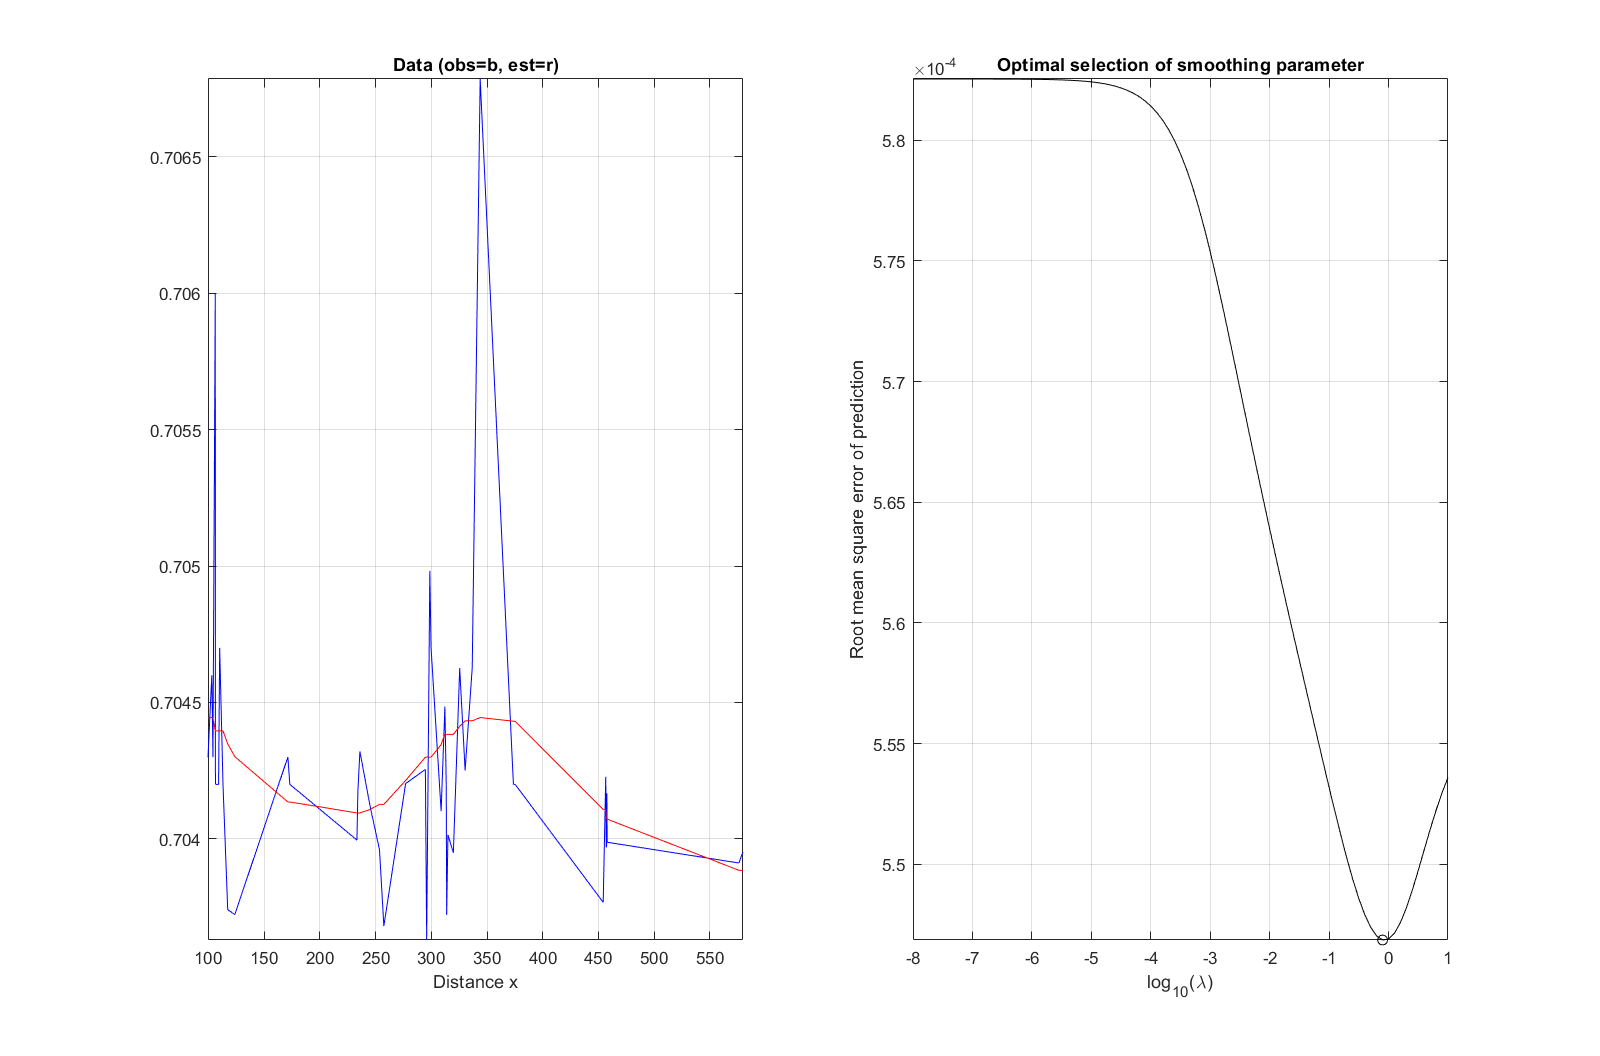 Data (obs=b, est=r)
0.7065
0.706
0.7055
0.705
0.7045
0.704
100 150 200 250 300 350 400 450 500 550
Distance x
Optimal selection of smoothing parameter
×10⁻⁴
5.8
5.75
5.7
5.65
5.6
5.55
5.5
Root mean square error of prediction
-8 -7 -6 -5 -4 -3 -2 -1 0 1
log₁₀(λ)